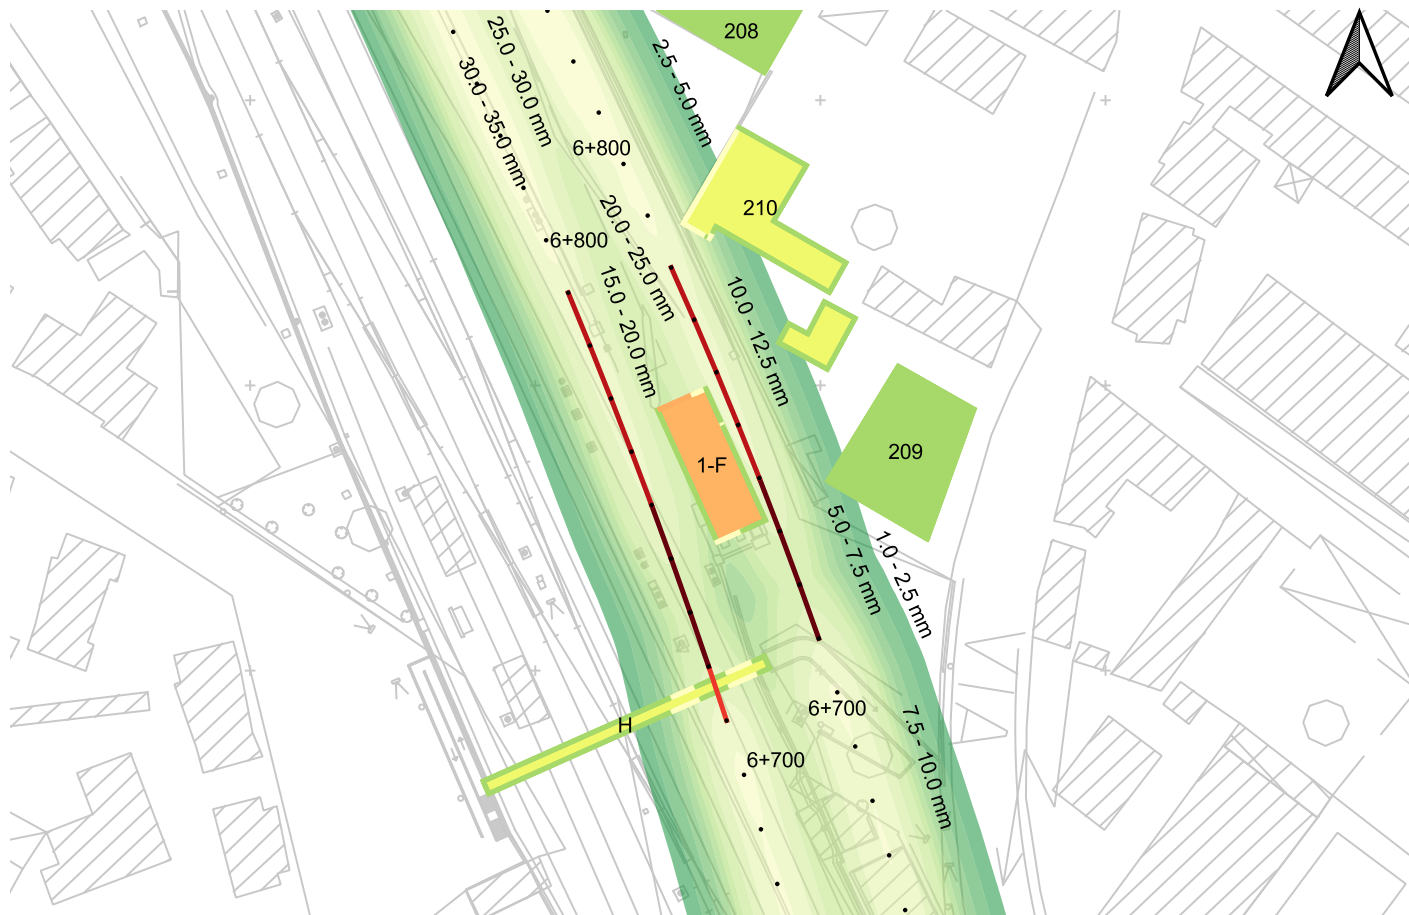 208
25.0 - 30.0 mm
2.5 - 5.0 mm
30.0 - 35.0 mm
6+800
210
20.0 - 25.0 mm
6+800
15.0 - 20.0 mm
10.0 - 12.5 mm
209
1-F
5.0 - 7.5 mm
1.0 - 2.5 mm
6+700
H
7.5 - 10.0 mm
6+700